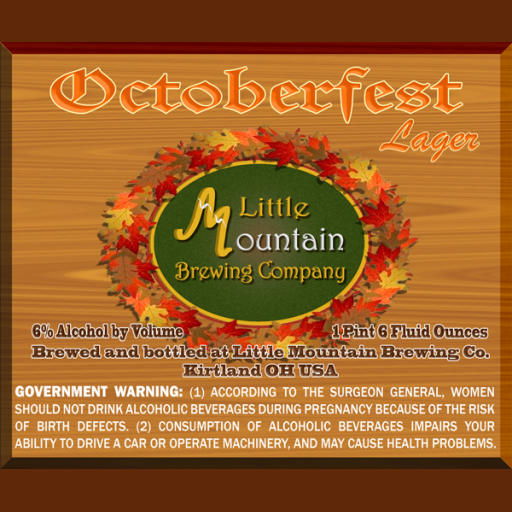 Octoberfest
Lager
Little
Mountain
Brewing Company
6% Alcohol by Volume
1 Pint 6 Fluid Ounces
Brewed and bottled at Little Mountain Brewing Co.
Kirtland OH USA
GOVERNMENT WARNING: (1) ACCORDING TO THE SURGEON GENERAL, WOMEN
SHOULD NOT DRINK ALCOHOLIC BEVERAGES DURING PREGNANCY BECAUSE OF THE RISK
OF BIRTH DEFECTS. (2) CONSUMPTION OF ALCOHOLIC BEVERAGES IMPAIRS YOUR
ABILITY TO DRIVE A CAR OR OPERATE MACHINERY, AND MAY CAUSE HEALTH PROBLEMS.